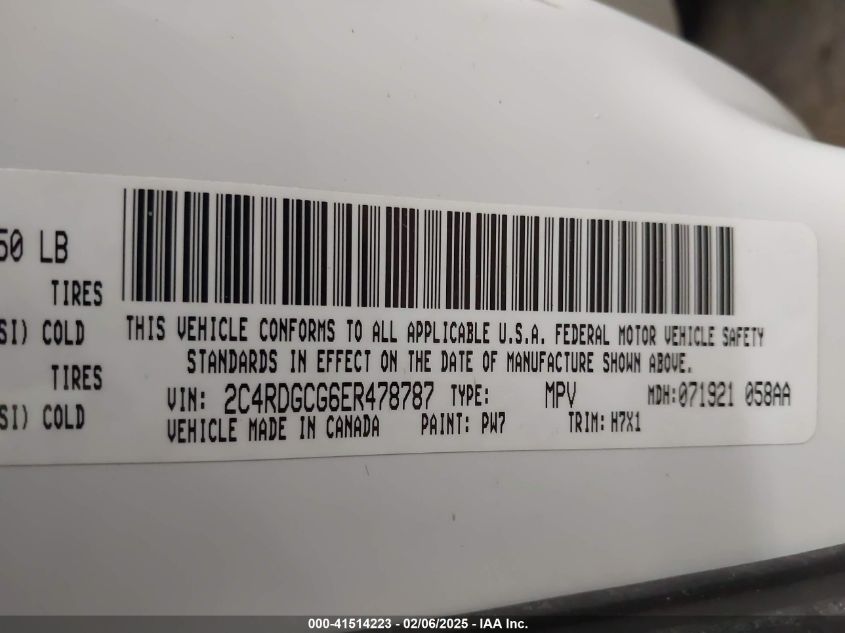 50 LB
TIRES
SI) COLD
TIRES
SI) COLD
THIS VEHICLE CONFORMS TO ALL APPLICABLE U.S.A. FEDERAL MOTOR VEHICLE SAFETY
STANDARDS IN EFFECT ON THE DATE OF MANUFACTURE SHOWN ABOVE.
VIN: 2C4RDGCG6ER478787 TYPE: MPV MDH:071921 058AA
VEHICLE MADE IN CANADA PAINT: PW7 TRIM: H7X1
000-41514223 - 02/06/2025 - IAA Inc.